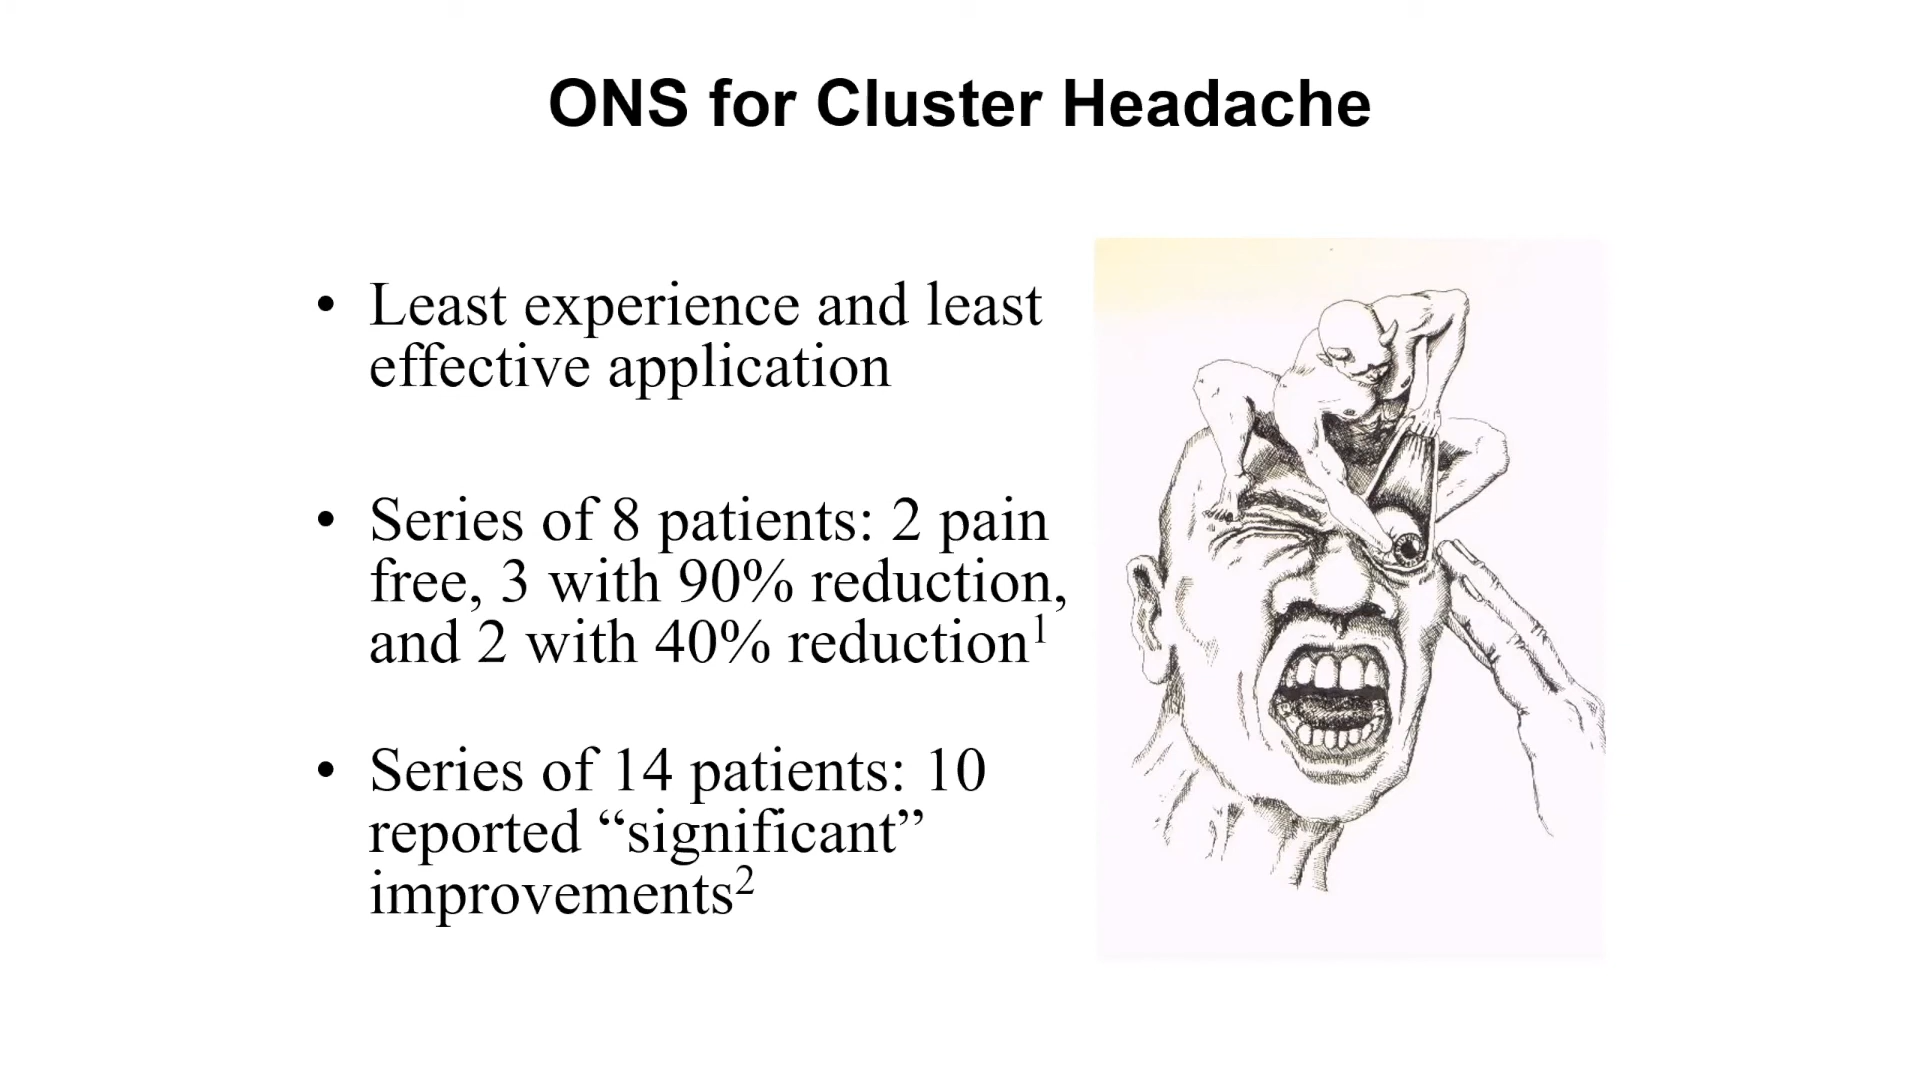 ONS for Cluster Headache
• Least experience and least
effective application
• Series of 8 patients: 2 pain
free, 3 with 90% reduction,
and 2 with 40% reduction¹
• Series of 14 patients: 10
reported “significant”
improvements²